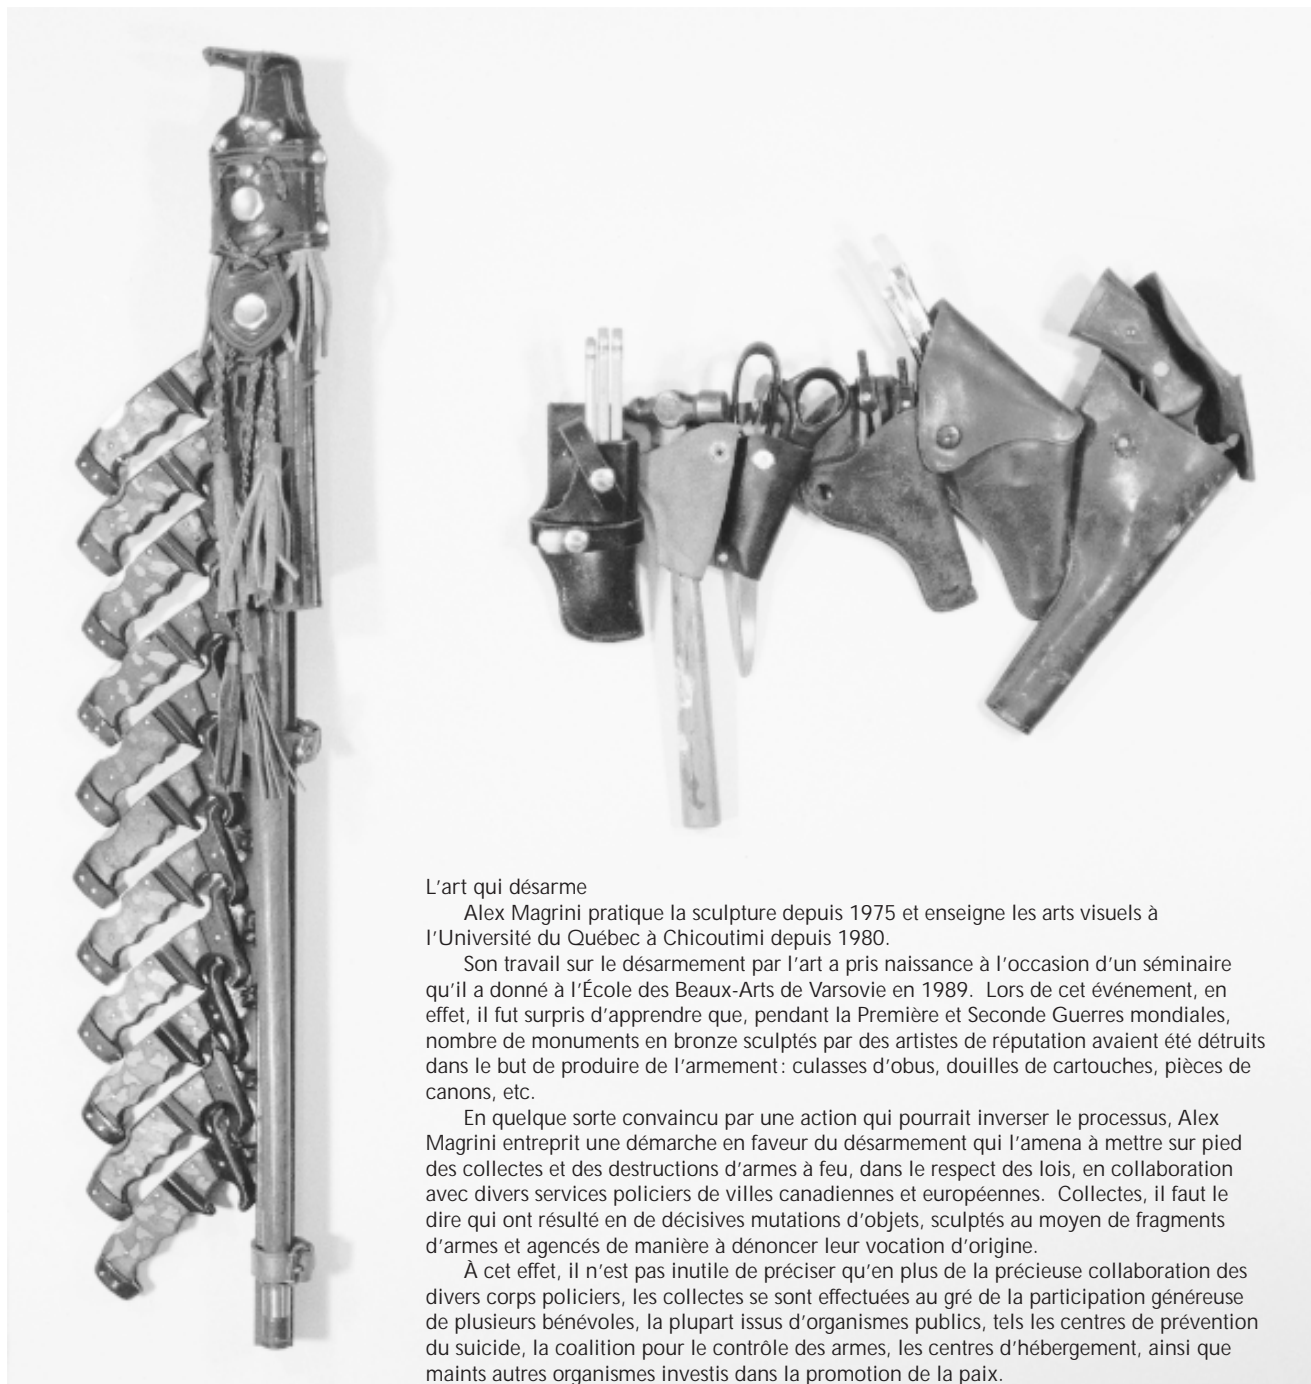 L'art qui désarme
Alex Magrini pratique la sculpture depuis 1975 et enseigne les arts visuels à
l'Université du Québec à Chicoutimi depuis 1980.
Son travail sur le désarmement par l'art a pris naissance à l'occasion d'un séminaire
qu'il a donné à l'École des Beaux-Arts de Varsovie en 1989.  Lors de cet événement, en
effet, il fut surpris d'apprendre que, pendant la Première et Seconde Guerres mondiales,
nombre de monuments en bronze sculptés par des artistes de réputation avaient été détruits
dans le but de produire de l'armement : culasses d'obus, douilles de cartouches, pièces de
canons, etc.
En quelque sorte convaincu par une action qui pourrait inverser le processus, Alex
Magrini entreprit une démarche en faveur du désarmement qui l'amena à mettre sur pied
des collectes et des destructions d'armes à feu, dans le respect des lois, en collaboration
avec divers services policiers de villes canadiennes et européennes.  Collectes, il faut le
dire qui ont résulté en de décisives mutations d'objets, sculptés au moyen de fragments
d'armes et agencés de manière à dénoncer leur vocation d'origine.
À cet effet, il n'est pas inutile de préciser qu'en plus de la précieuse collaboration des
divers corps policiers, les collectes se sont effectuées au gré de la participation généreuse
de plusieurs bénévoles, la plupart issus d'organismes publics, tels les centres de prévention
du suicide, la coalition pour le contrôle des armes, les centres d'hébergement, ainsi que
maints autres organismes investis dans la promotion de la paix.